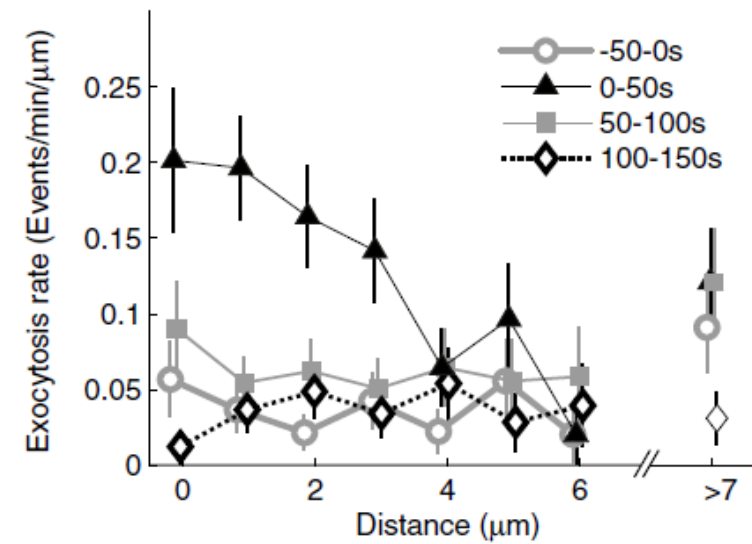 Exocytosis rate (Events/min/μm)
0.25
0.2
0.15
0.1
0.05
0
-50-0s
0-50s
50-100s
100-150s
0
2
4
6
>7
Distance (μm)